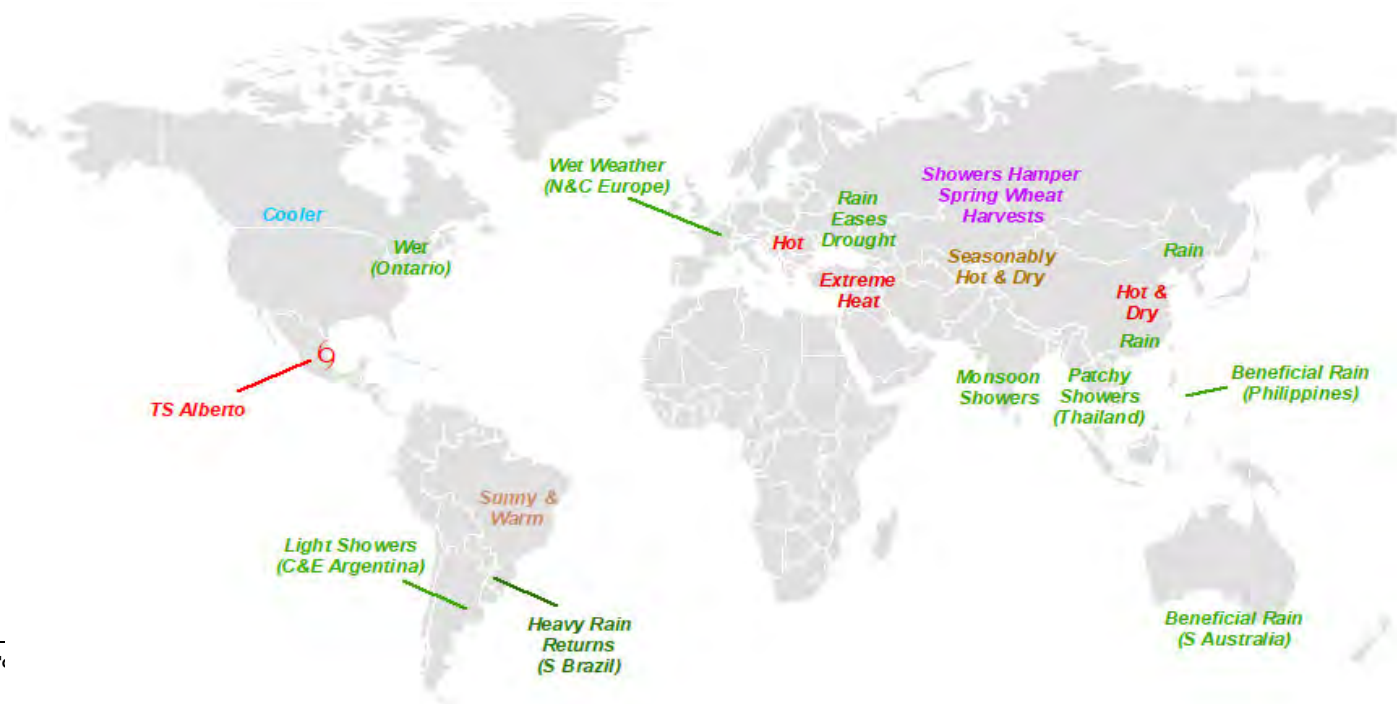 Wet Weather
(N&C Europe)
Showers Hamper
Spring Wheat
Harvests
Rain
Eases
Drought
Cooler
Wet
(Ontario)
Hot
Seasonably
Hot & Dry
Rain
Extreme
Heat
Hot &
Dry
Rain
TS Alberto
Monsoon
Showers
Patchy
Showers
(Thailand)
Beneficial Rain
(Philippines)
Sunny &
Warm
Light Showers
(C&E Argentina)
Heavy Rain
Returns
(S Brazil)
Beneficial Rain
(S Australia)